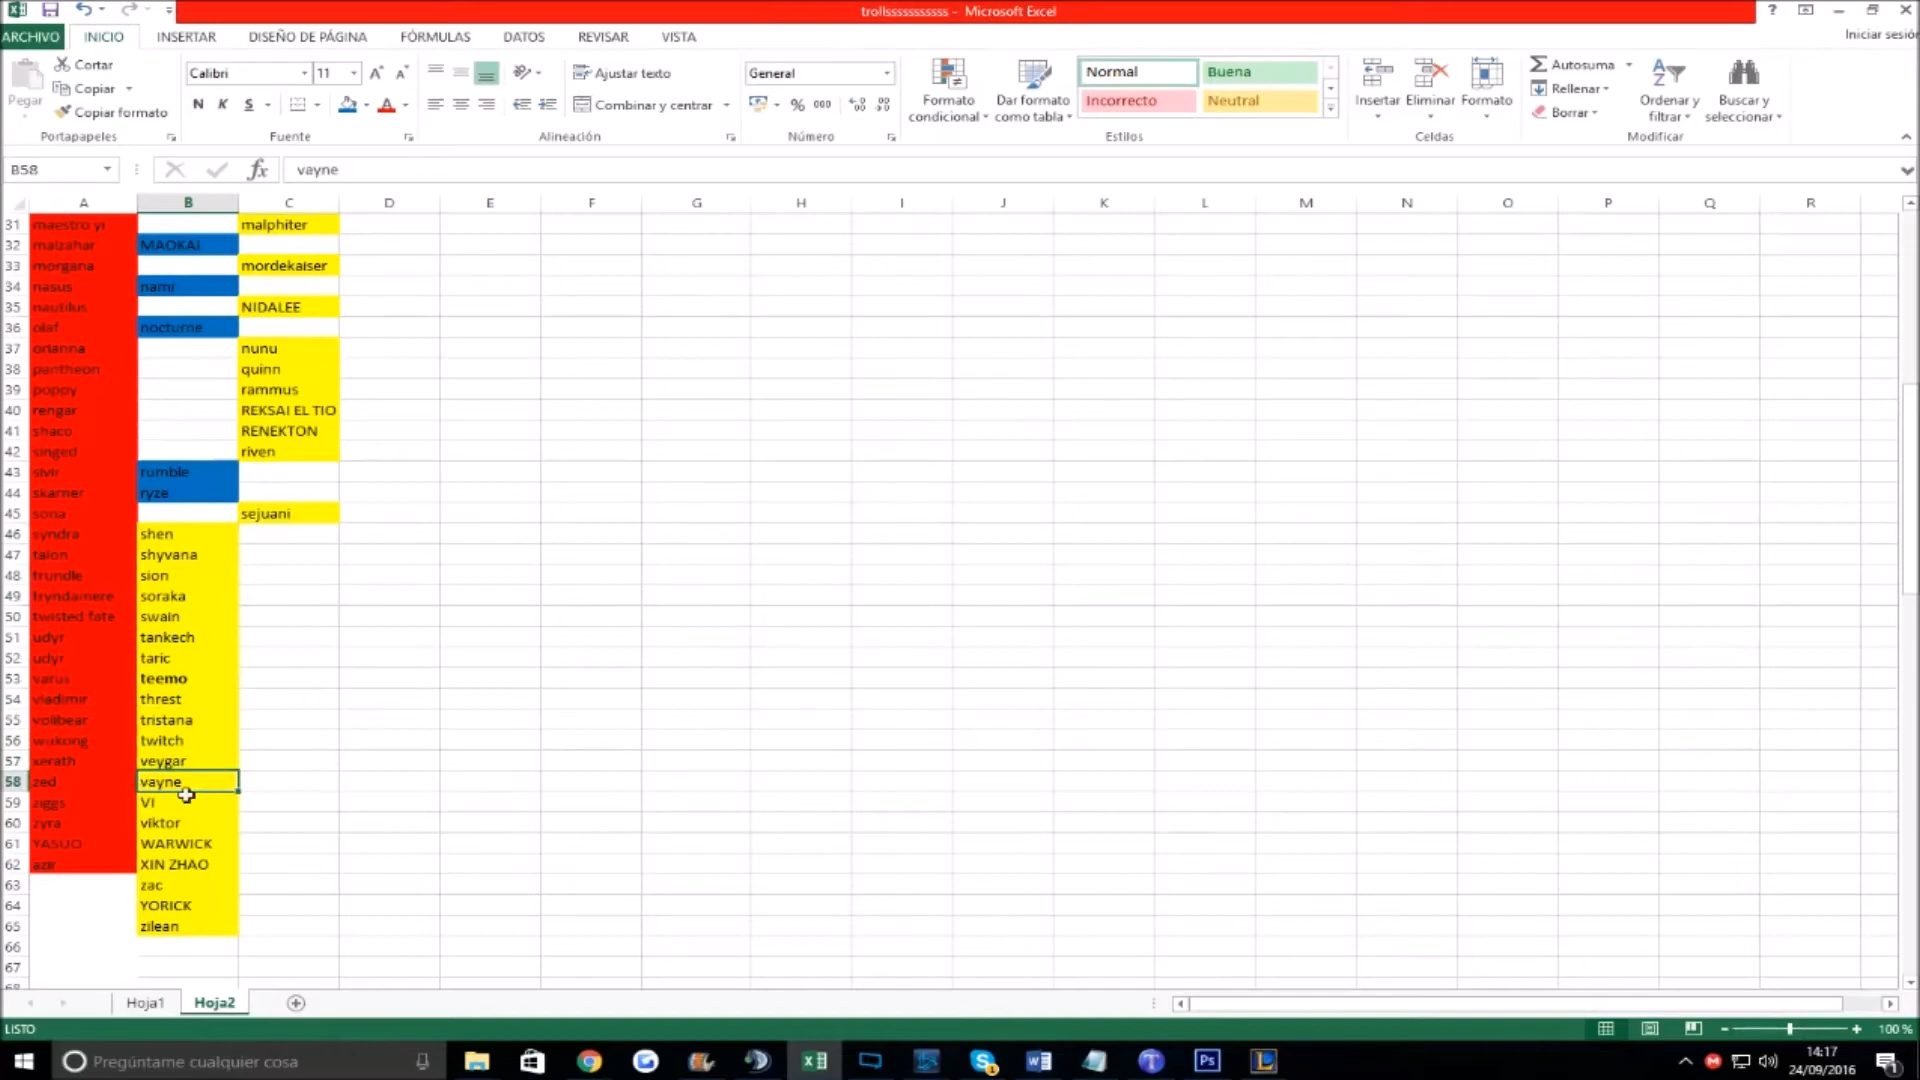 trollsssssssssss - Microsoft Excel
ARCHIVO INICIO INSERTAR DISEÑO DE PÁGINA FÓRMULAS DATOS REVISAR VISTA Iniciar sesión
Pegar
Cortar
Copiar
Copiar formato
Portapapeles
Calibri 11
N K S
Fuente
Ajustar texto
Combinar y centrar
Alineación
General
% 000
Número
Formato condicional
Dar formato como tabla
Normal Buena
Incorrecto Neutral
Estilos
Insertar Eliminar Formato
Celdas
Autosuma
Rellenar
Borrar
Ordenar y filtrar
Buscar y seleccionar
Modificar
B58 fx vayne
A B C D E F G H I J K L M N O P Q R
31 maestro yi malphiter
32 malzahar MAOKAI
33 morgana mordekaiser
34 nasus nami
35 nautilus NIDALEE
36 olaf nocturne
37 orianna nunu
38 pantheon quinn
39 poppy rammus
40 rengar REKSAI EL TIO
41 shaco RENEKTON
42 singed riven
43 sivir rumble
44 skarner ryze
45 sona sejuani
46 syndra shen
47 talon shyvana
48 trundle sion
49 tryndamere soraka
50 twisted fate swain
51 udyr tankech
52 udyr taric
53 varus teemo
54 vladimir threst
55 volibear tristana
56 wukong twitch
57 xerath veygar
58 zed vayne
59 ziggs VI
60 zyra viktor
61 YASUO WARWICK
62 azir XIN ZHAO
63 zac
64 YORICK
65 zilean
66
67
68
Hoja1 Hoja2
LISTO 100 %
Pregúntame cualquier cosa
14:17
24/09/2016